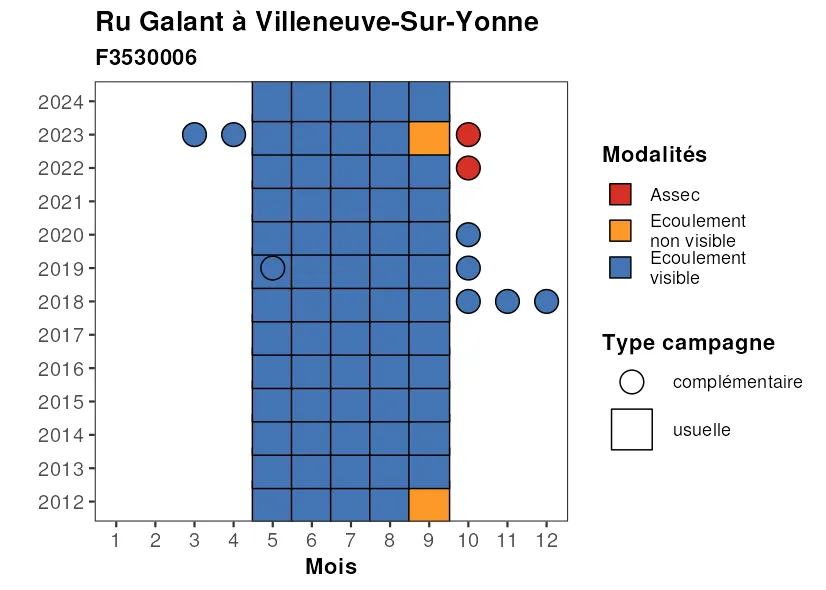 Ru Galant à Villeneuve-Sur-Yonne
F3530006
2024
2023
2022
2021
2020
2019
2018
2017
2016
2015
2014
2013
2012
1 2 3 4 5 6 7 8 9 10 11 12
Mois
Modalités
Assec
Ecoulement
non visible
Ecoulement
visible
Type campagne
complémentaire
usuelle